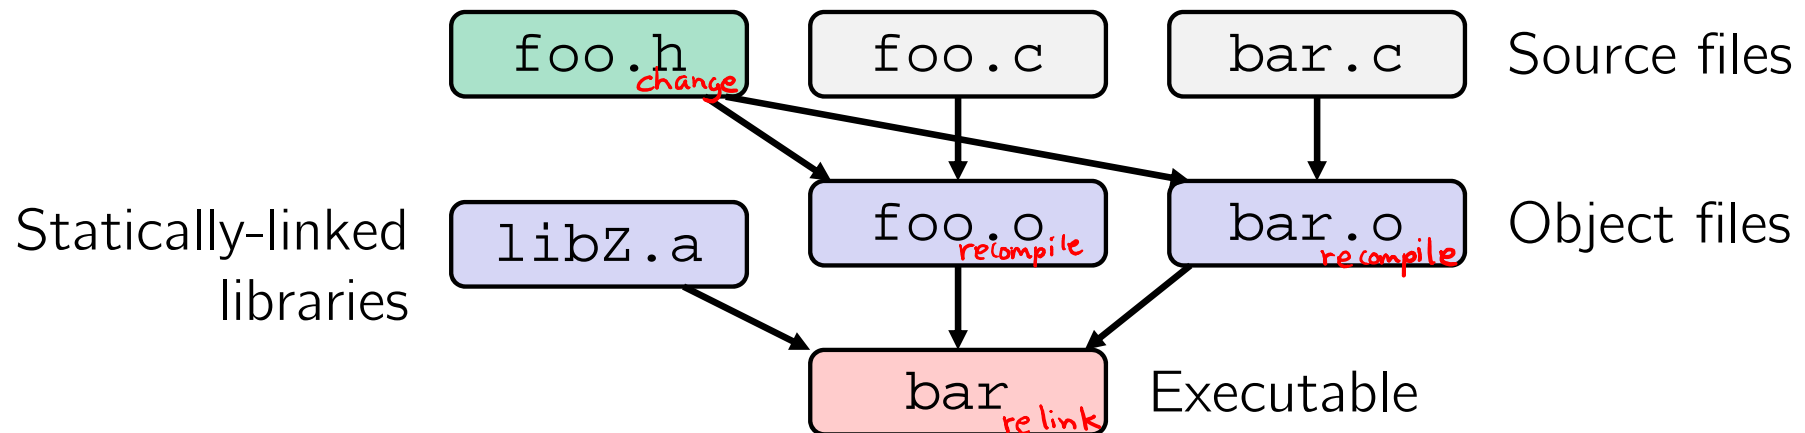 foo.h foo.c bar.c Source files
change
Statically-linked libZ.a foo.o bar.o Object files
recompile recompile
libraries
bar Executable
relink